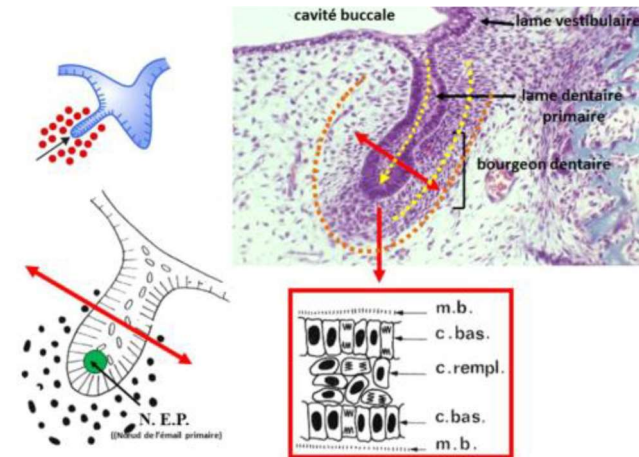 cavité buccale
lame vestibulaire
lame dentaire
primaire
bourgeon dentaire
m.b.
c.bas.
c.rempl.
c.bas.
m.b.
N. E.P.
((Nœud de l'émail primaire)